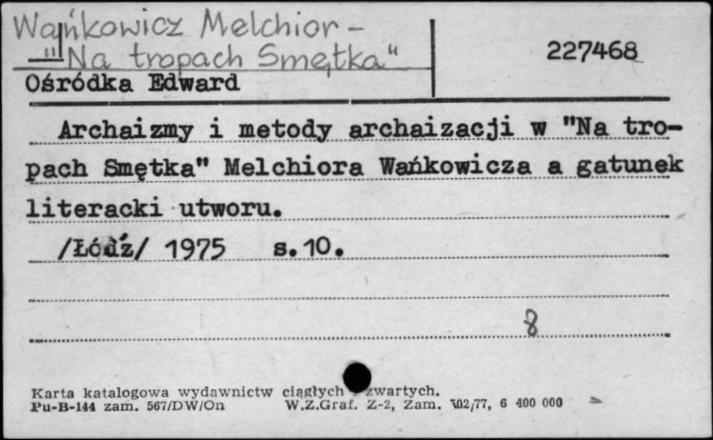 Wańkowicz Melchior –
— "Na tropach Smętka"
227468
Ośródka Edward
Archaizmy i metody archaizacji w "Na tro-
pach Smętka" Melchiora Wańkowicza a gatunek
literacki utworu.
/Łódź/ 1975 s. 10.
8
Karta katalogowa wydawnictw ciągłych zwartych.
Pu-B-144 zam. 567/DW/On W.Z.Graf. Z-2, Zam. 702/77, 6 400 000